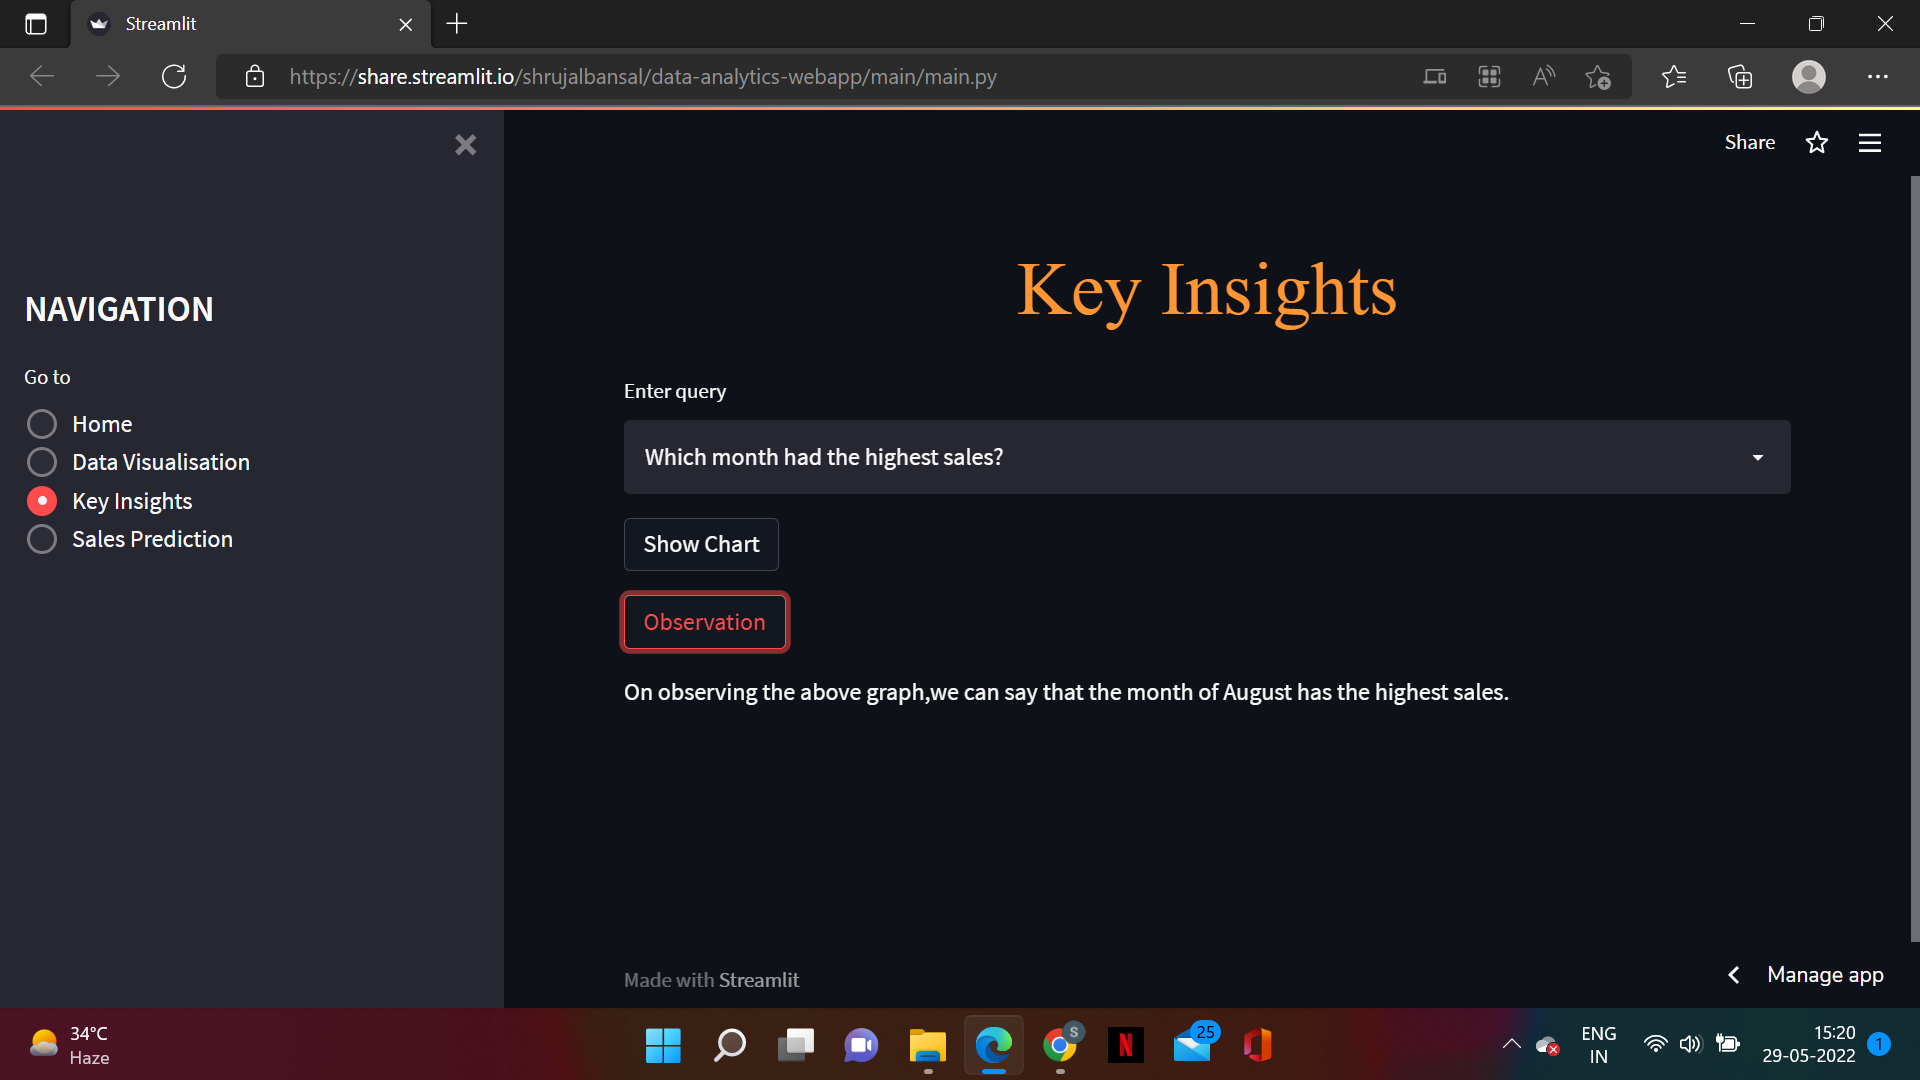 Streamlit
https://share.streamlit.io/shrujalbansal/data-analytics-webapp/main/main.py
Share
NAVIGATION
Go to
Home
Data Visualisation
Key Insights
Sales Prediction
Key Insights
Enter query
Which month had the highest sales?
Show Chart
Observation
On observing the above graph,we can say that the month of August has the highest sales.
Made with Streamlit
Manage app
34°C
Haze
S
N
25
ENG
IN
15:20
29-05-2022
1